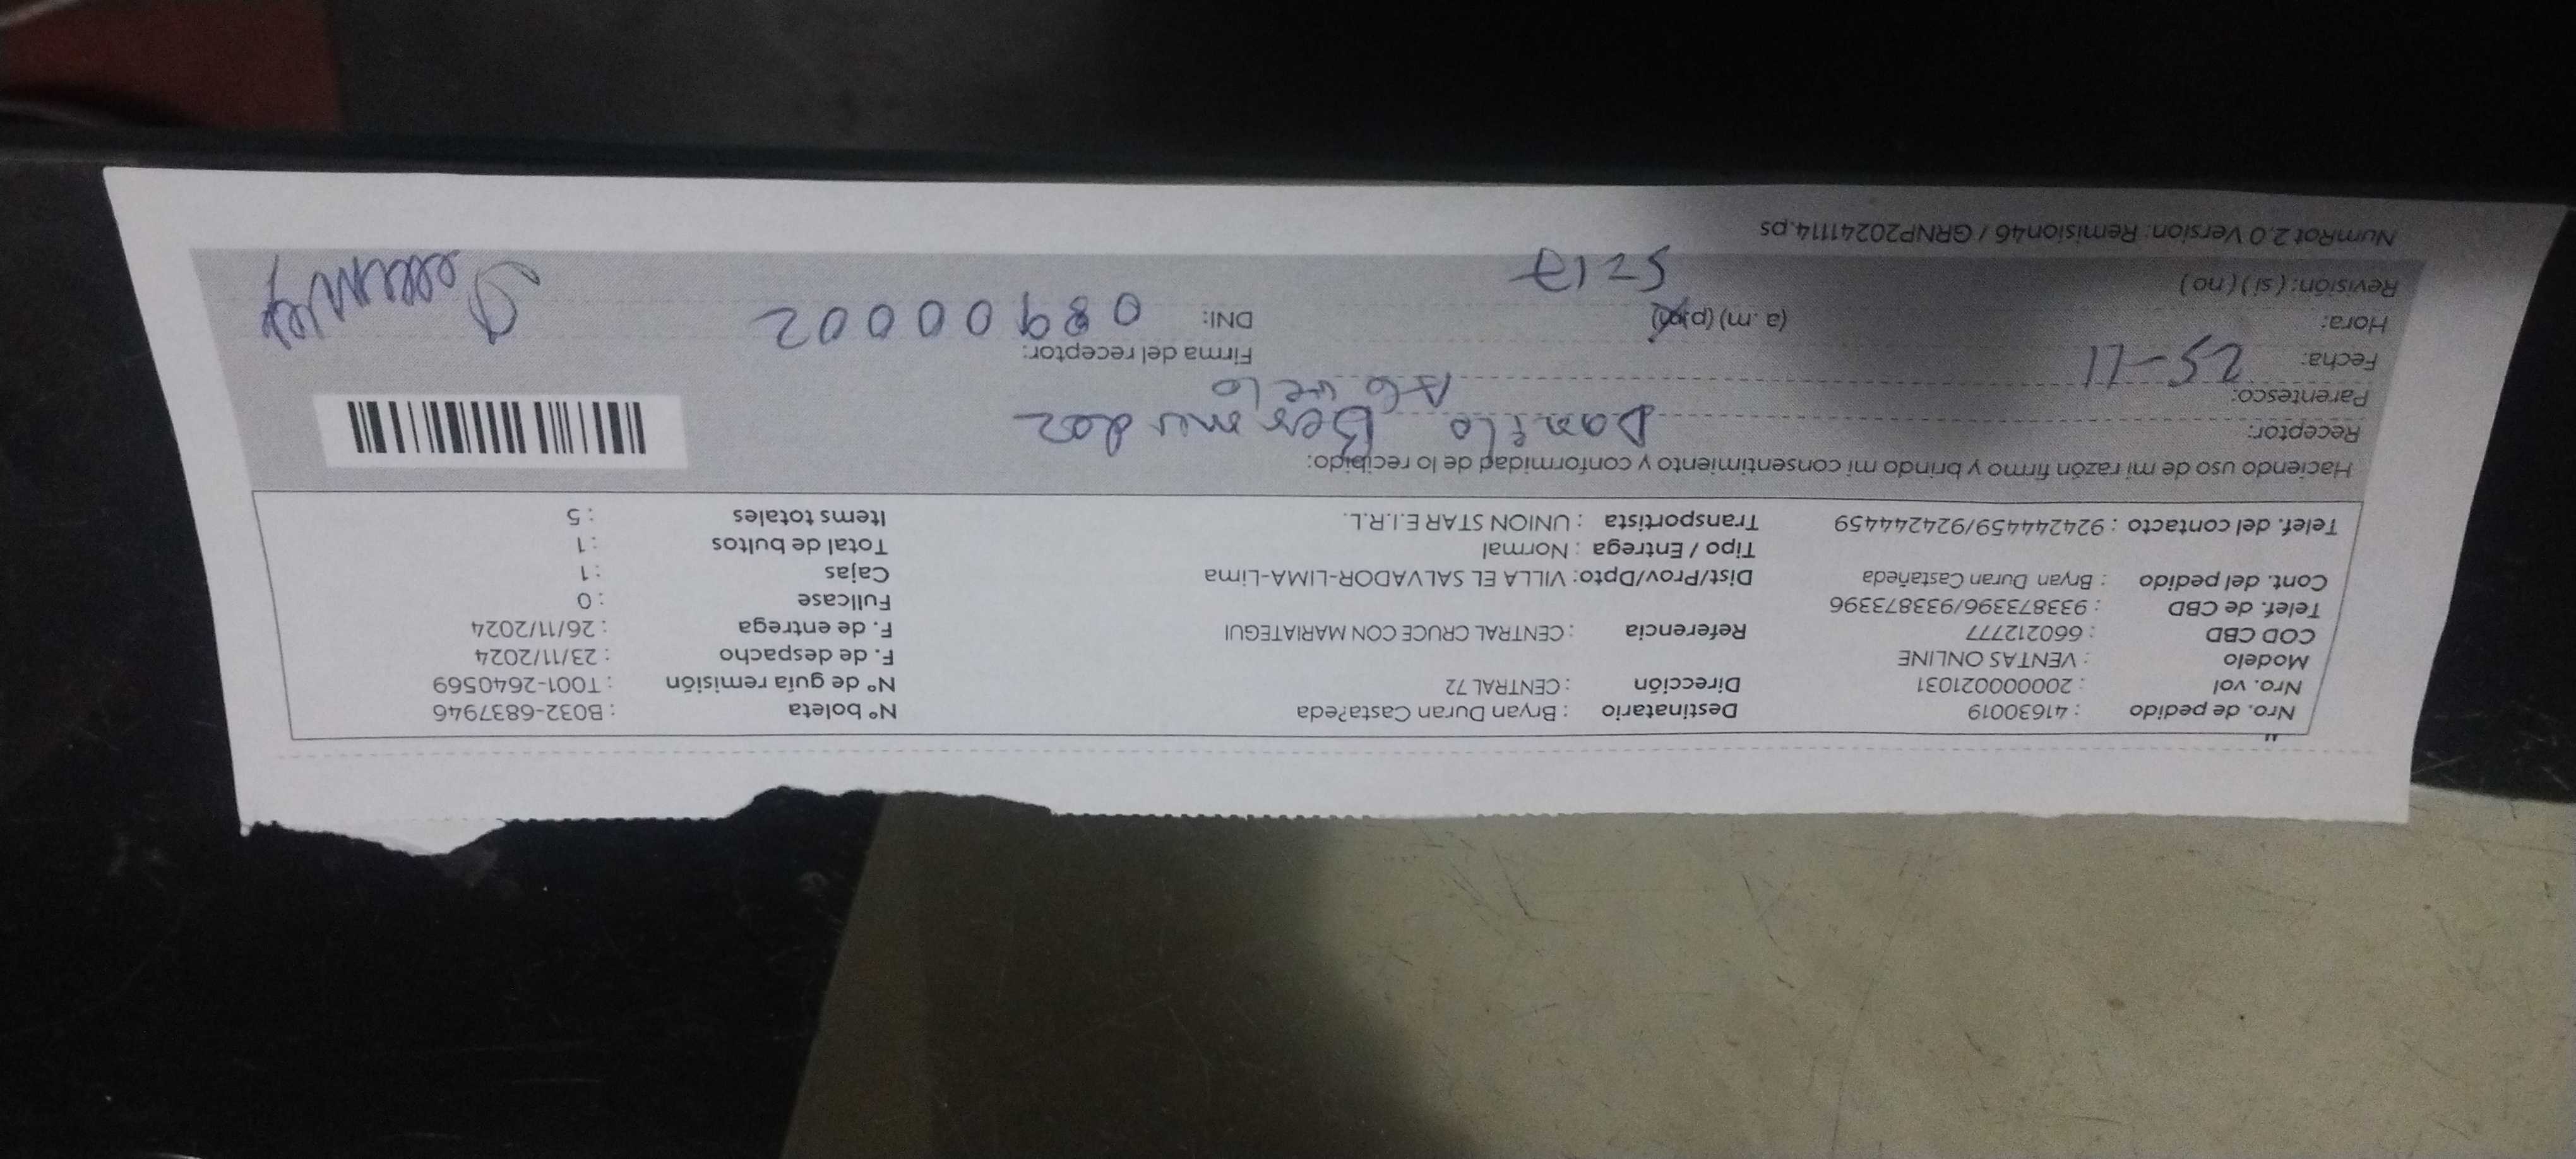 Nro. de pedido : 41630019 Destinatario : Bryan Duran Casta?eda N° boleta : B032-6837946
Nro. vol : 200000021031 Dirección : CENTRAL 72 N° de guía remisión : T001-2640569
Modelo : VENTAS ONLINE F. de despacho : 23/11/2024
COD CBD : 660212777 Referencia : CENTRAL CRUCE CON MARIATEGUI F. de entrega : 26/11/2024
Telef. de CBD : 933873396/933873396 Fullcase : 0
Cont. del pedido : Bryan Duran Castañeda Dist/Prov/Dpto: VILLA EL SALVADOR-LIMA-Lima Cajas : 1
Tipo / Entrega : Normal Total de bultos : 1
Telef. del contacto : 924244459/924244459 Transportista : UNION STAR E.I.R.L. Items totales : 5
Haciendo uso de mi razón firmo y brindo mi consentimiento y conformidad de lo recibido:
Receptor: Danilo Bermudez
Parentesco: Abuelo
Fecha: 25-11 Firma del receptor:
Hora: (a.m) (p.m) DNI: 08900002
Revisión: (si) (no) 5=17
NumRot 2.0 Version: Remision46 / GRNP20241114.ps